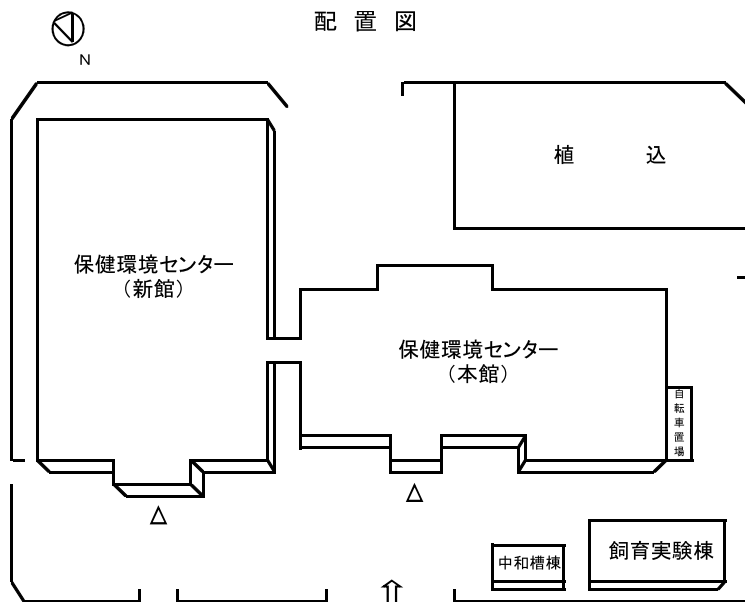 配 置 図
N
植 込
保健環境センター
（新館）
保健環境センター
（本館）
自転車置場
中和槽棟
飼育実験棟